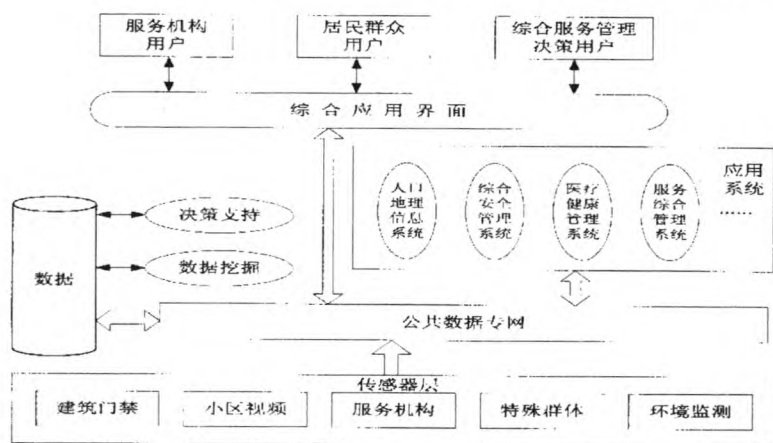 服务机构
用户
居民群众
用户
综合服务管理
决策用户
综合应用界面
人口
地理
信息
系统
综合
安全
管理
系统
医疗
健康
管理
系统
服务
综合
管理
系统
应用
系统
......
数据
决策支持
数据挖掘
公共数据专网
传感器层
建筑门禁
小区视频
服务机构
特殊群体
环境监测